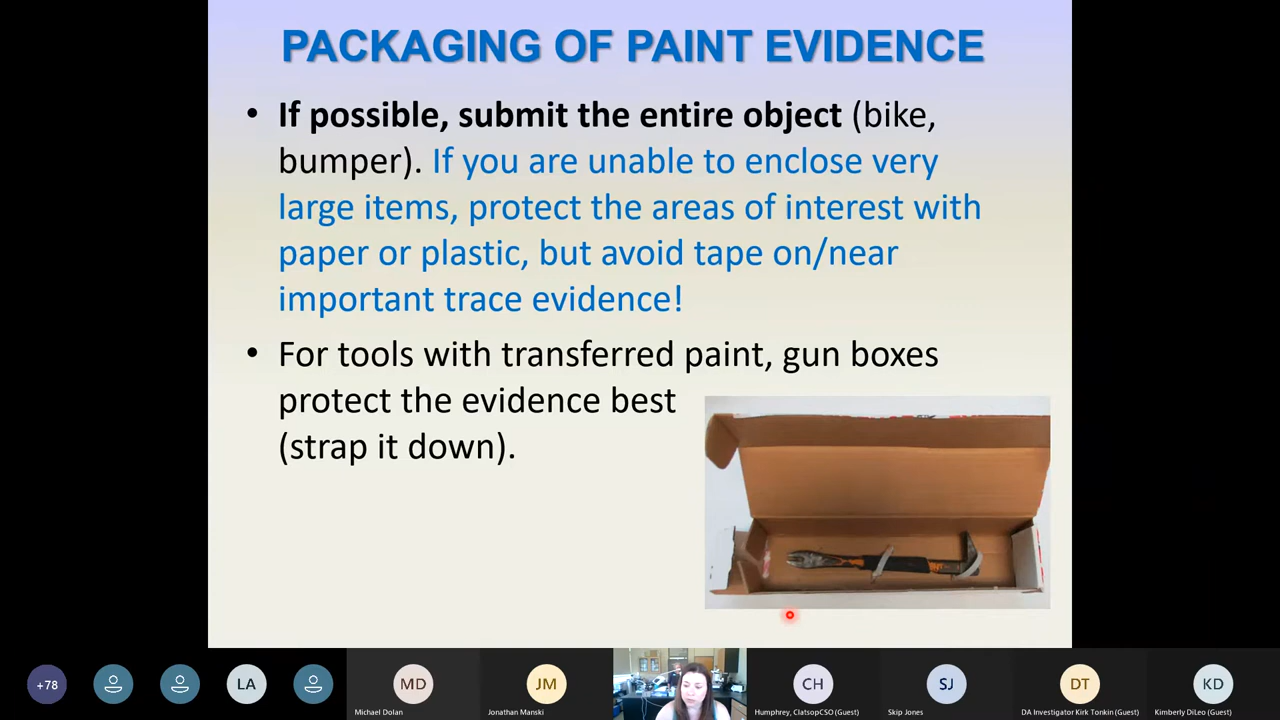 PACKAGING OF PAINT EVIDENCE
• If possible, submit the entire object (bike,
bumper). If you are unable to enclose very
large items, protect the areas of interest with
paper or plastic, but avoid tape on/near
important trace evidence!
• For tools with transferred paint, gun boxes
protect the evidence best
(strap it down).
+78
LA
MD
Michael Dolan
JM
Jonathan Manski
CH
Humphrey, ClatsopCSO (Guest)
SJ
Skip Jones
DT
DA Investigator Kirk Tonkin (Guest)
KD
Kimberly DiLeo (Guest)